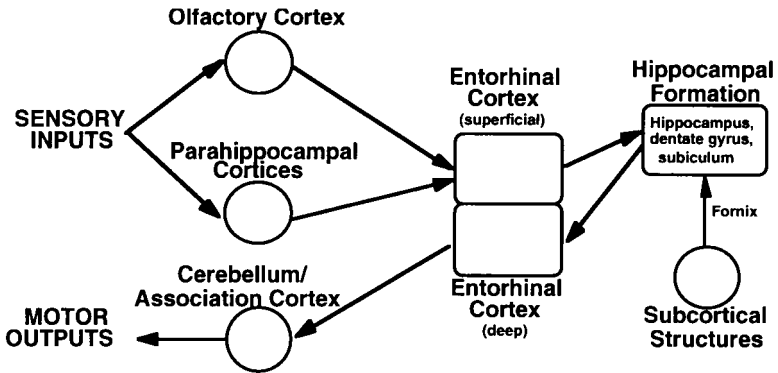 Olfactory Cortex
SENSORY
INPUTS
Parahippocampal
Cortices
Entorhinal
Cortex
(superficial)
Hippocampal
Formation
Hippocampus,
dentate gyrus,
subiculum
Fornix
Subcortical
Structures
Entorhinal
Cortex
(deep)
Cerebellum/
Association Cortex
MOTOR
OUTPUTS